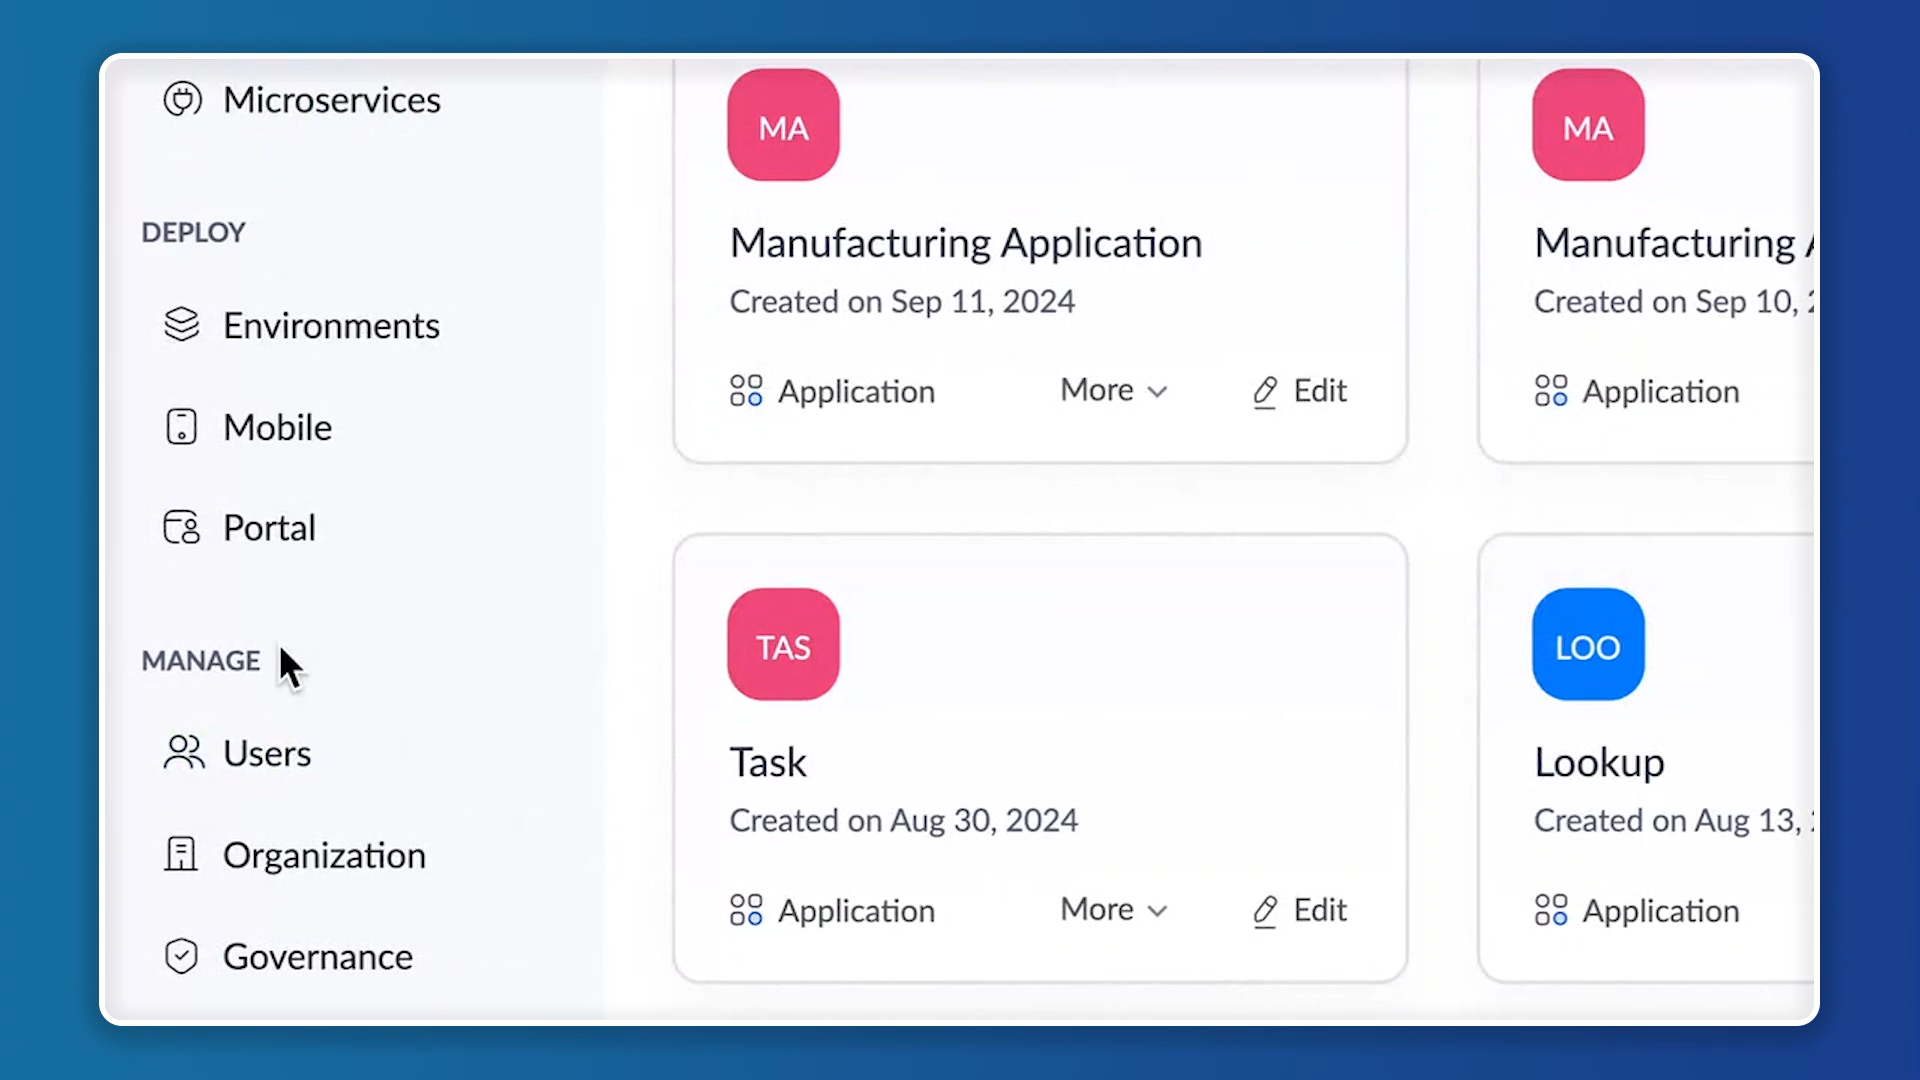 Microservices
DEPLOY
Environments
Mobile
Portal
MANAGE
Users
Organization
Governance
MA
Manufacturing Application
Created on Sep 11, 2024
Application More Edit
MA
Manufacturing
Created on Sep 10,
Application
TAS
Task
Created on Aug 30, 2024
Application More Edit
LOO
Lookup
Created on Aug 13,
Application